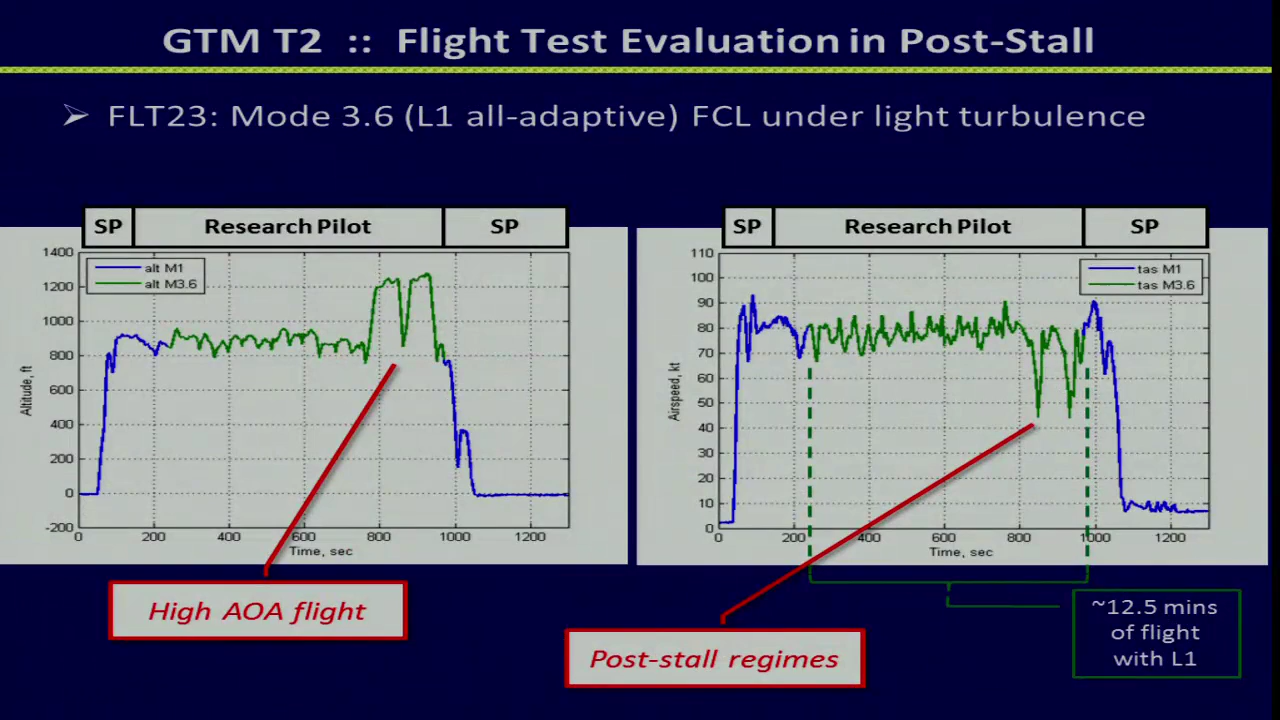 GTM T2 :: Flight Test Evaluation in Post-Stall
➢ FLT23: Mode 3.6 (L1 all-adaptive) FCL under light turbulence
SP
Research Pilot
SP
1400
1200
1000
800
600
400
200
0
-200
Altitude, ft
alt M1
alt M3.6
0 200 400 600 800 1000 1200
Time, sec
High AOA flight
SP
Research Pilot
SP
110
100
90
80
70
60
50
40
30
20
10
0
Airspeed, kt
tas M1
tas M3.6
0 200 400 600 800 1000 1200
Time, sec
Post-stall regimes
~12.5 mins
of flight
with L1